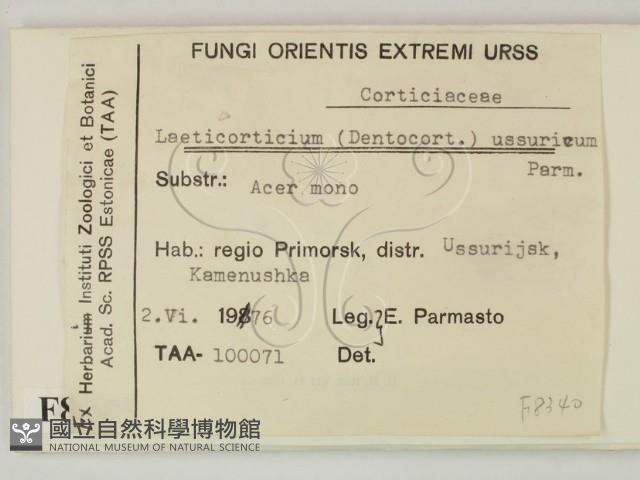 FUNGI ORIENTIS EXTREMI URSS
Corticiaceae
Laeticorticium (Dentocort.) ussuricum
Parm.
Substr.: Acer mono
Hab.: regio Primorsk, distr. Ussurijsk,
Kamenushka
2.Vi. 1976 Leg. E. Parmasto
TAA- 100071 Det.
Ex Herbarium Instituti Zoologici et Botanici
Acad. Sc. RPSS Estonicae (TAA)
F8340
F8
國立自然科學博物館
NATIONAL MUSEUM OF NATURAL SCIENCE